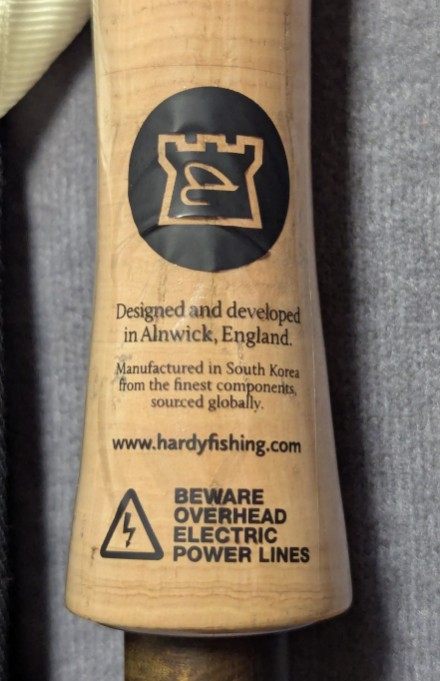 Designed and developed
in Alnwick, England.
Manufactured in South Korea
from the finest components,
sourced globally.
www.hardyfishing.com
BEWARE
OVERHEAD
ELECTRIC
POWER LINES